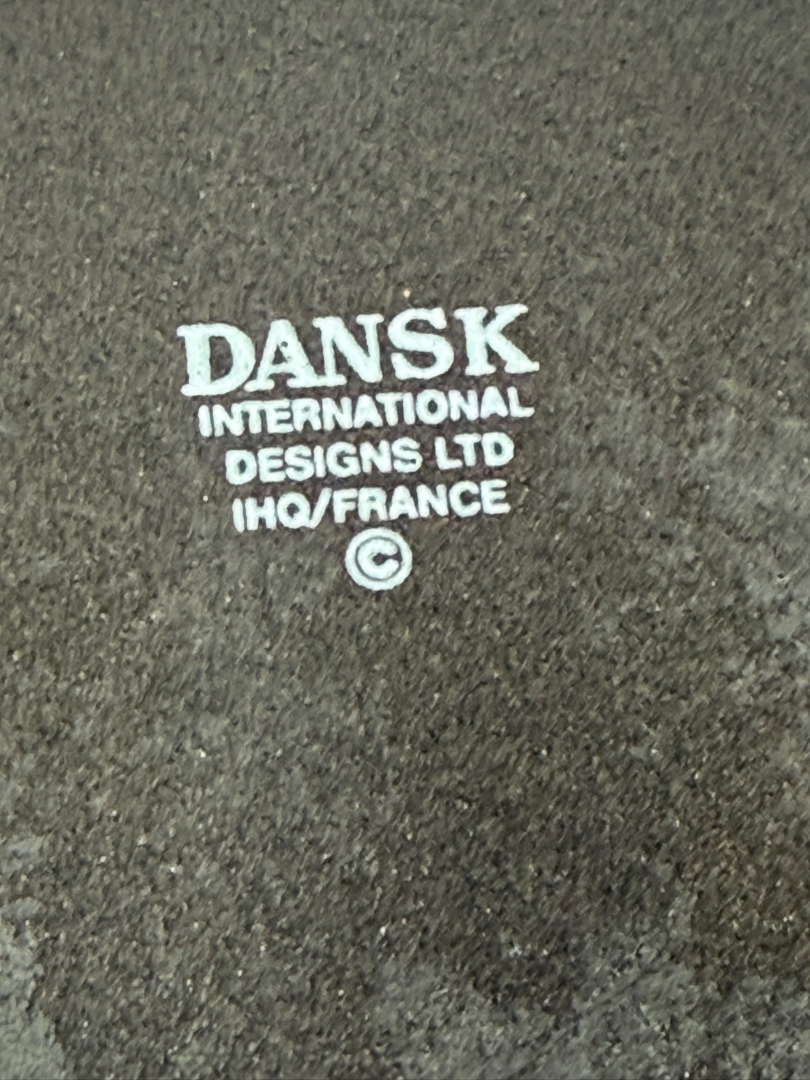 DANSK
INTERNATIONAL
DESIGNS LTD
IHQ/FRANCE
©